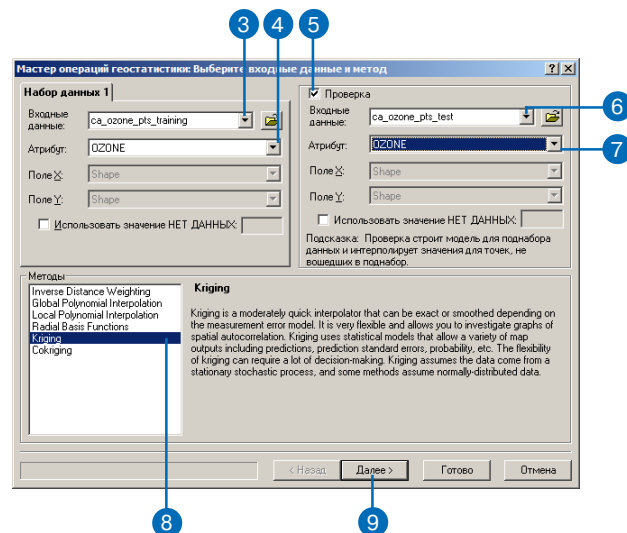 3 4 5
Мастер операций геостатистики: Выберите входные данные и метод
Набор данных 1
Входные данные: ca_ozone_pts_training
Атрибут: OZONE
Поле X: Shape
Поле Y: Shape
Использовать значение НЕТ ДАННЫХ:
Проверка
Входные данные: ca_ozone_pts_test
6
Атрибут: OZONE
7
Поле X: Shape
Поле Y: Shape
Использовать значение НЕТ ДАННЫХ:
Подсказка: Проверка строит модель для поднабора
данных и интерполирует значения для точек, не
вошедших в поднабор.
Методы
Inverse Distance Weighting
Global Polynomial Interpolation
Local Polynomial Interpolation
Radial Basis Functions
Kriging
Cokriging
Kriging
Kriging is a moderately quick interpolator that can be exact or smoothed depending on
the measurement error model. It is very flexible and allows you to investigate graphs of
spatial autocorrelation. Kriging uses statistical models that allow a variety of map
outputs including predictions, prediction standard errors, probability, etc. The flexibility
of kriging can require a lot of decision-making. Kriging assumes the data come from a
stationary stochastic process, and some methods assume normally-distributed data.
< Назад Далее > Готово Отмена
8 9